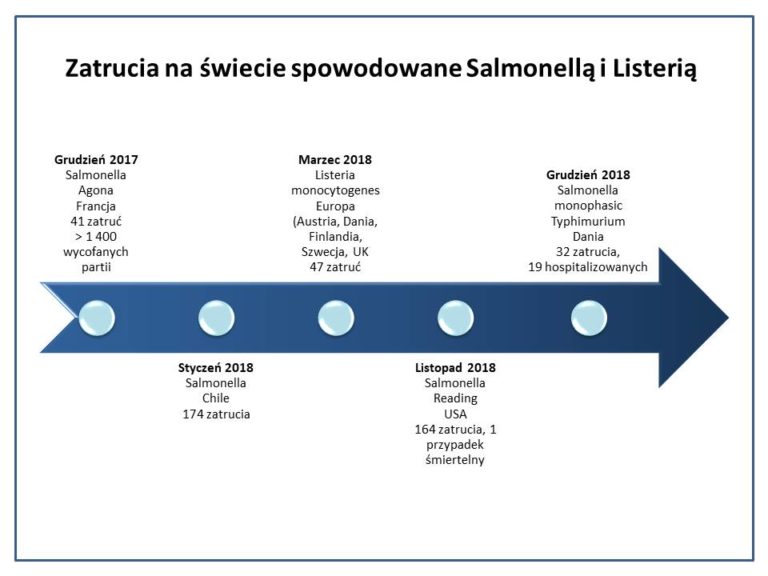 Zatrucia na świecie spowodowane Salmonellą i Listerią
Grudzień 2017
Salmonella
Agona
Francja
41 zatruć
> 1 400
wycofanych
partii
Styczeń 2018
Salmonella
Chile
174 zatrucia
Marzec 2018
Listeria
monocytogenes
Europa
(Austria, Dania,
Finlandia,
Szwecja, UK
47 zatruć
Listopad 2018
Salmonella
Reading
USA
164 zatrucia, 1
przypadek
śmiertelny
Grudzień 2018
Salmonella
monophasic
Typhimurium
Dania
32 zatrucia,
19 hospitalizowanych